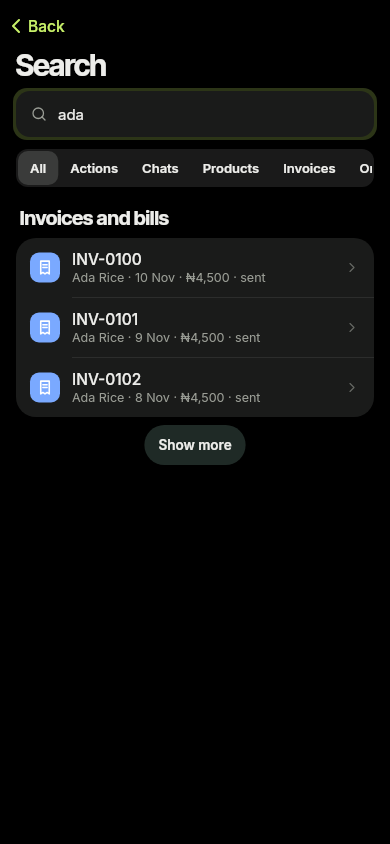 Back
Search
ada
All Actions Chats Products Invoices
Invoices and bills
INV-0100
Ada Rice · 10 Nov · ₦4,500 · sent
INV-0101
Ada Rice · 9 Nov · ₦4,500 · sent
INV-0102
Ada Rice · 8 Nov · ₦4,500 · sent
Show more